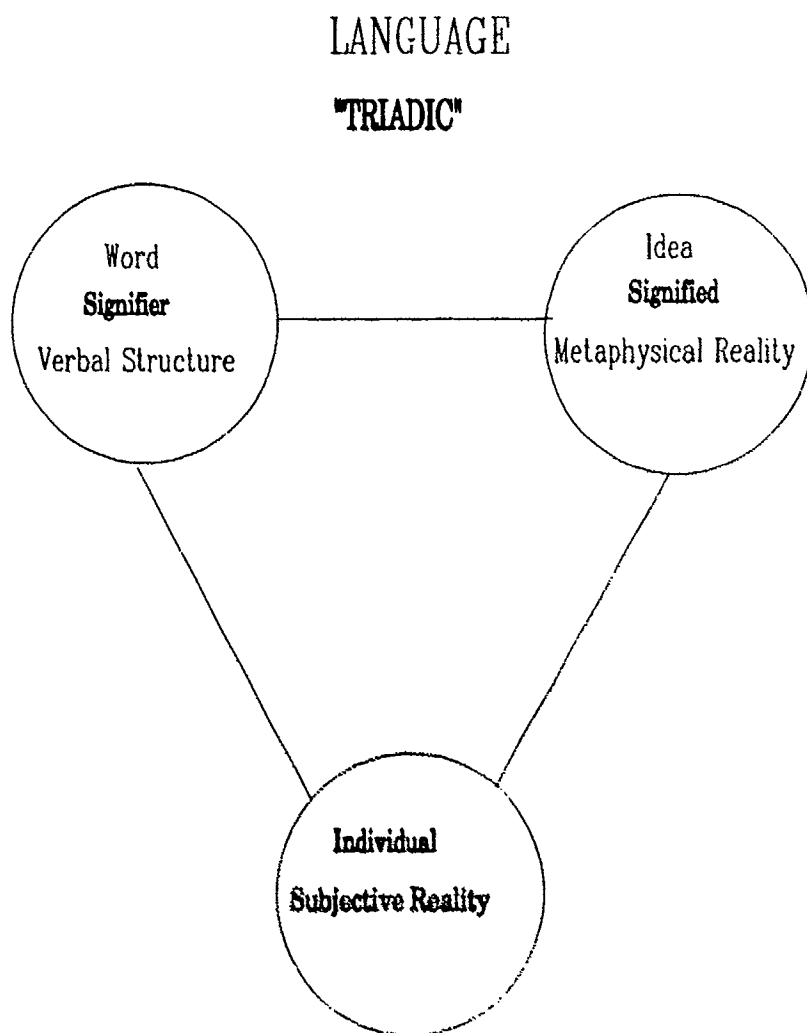 LANGUAGE
"TRIADIC"
Word
Signifier
Verbal Structure
Idea
Signified
Metaphysical Reality
Individual
Subjective Reality